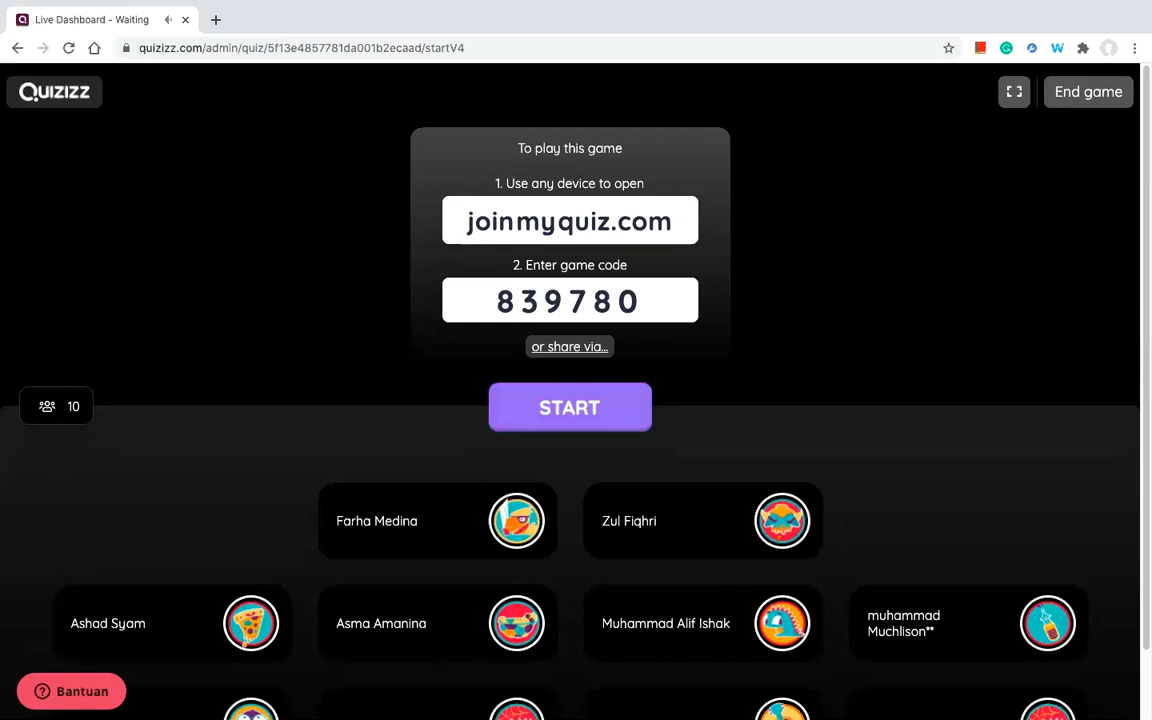 Live Dashboard - Waiting
quizizz.com/admin/quiz/5f13e4857781da001b2ecaad/startV4
QUIZIZZ
End game
To play this game
1. Use any device to open
joinmyquiz.com
2. Enter game code
839780
or share via...
10
START
Farha Medina
Zul Fiqhri
Ashad Syam
Asma Amanina
Muhammad Alif Ishak
muhammad
Muchlison**
Bantuan